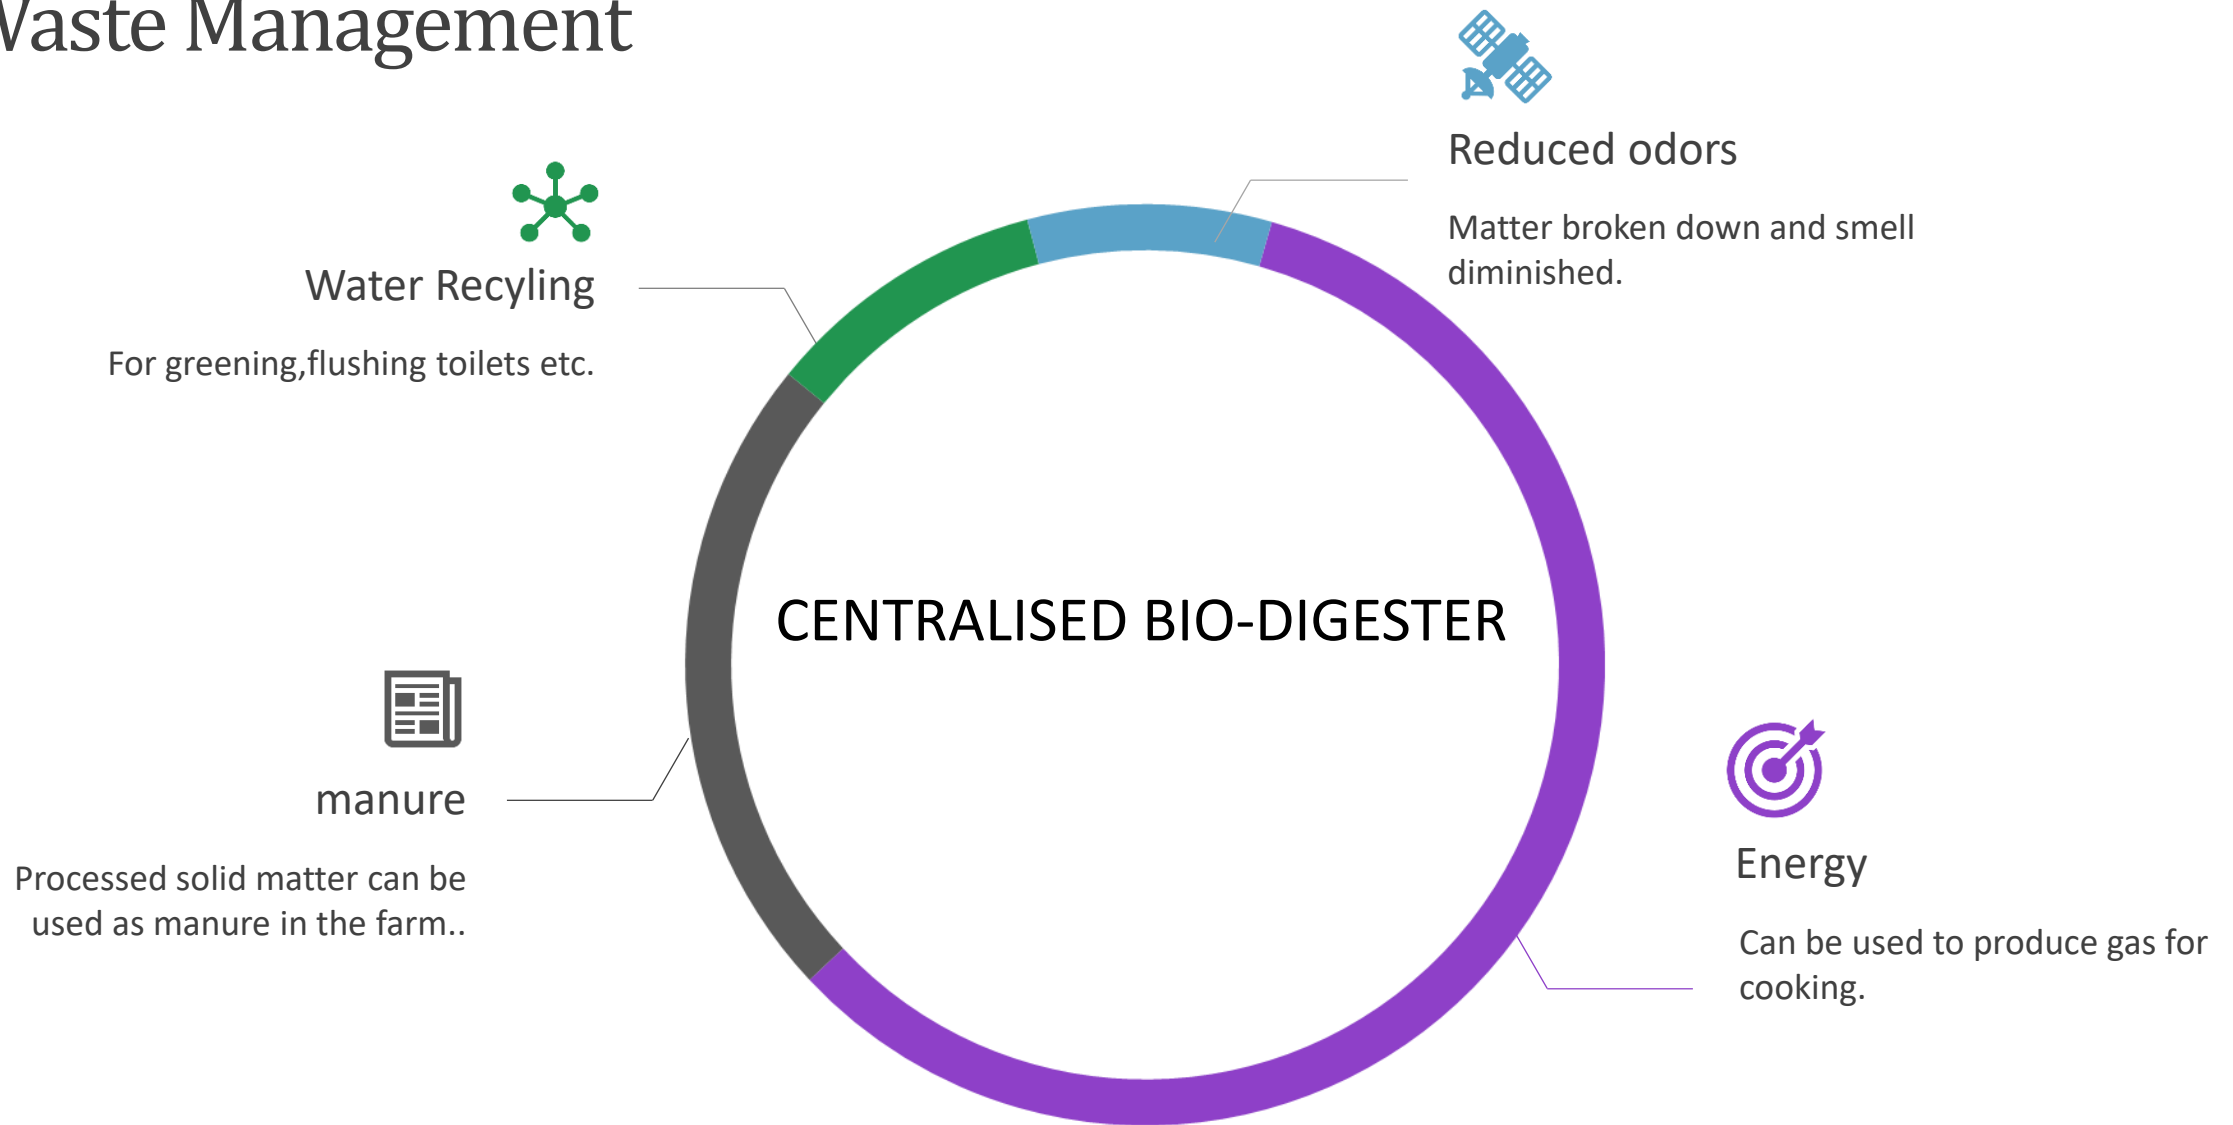 Waste Management
Reduced odors
Matter broken down and smell
diminished.
Water Recyling
For greening,flushing toilets etc.
CENTRALISED BIO-DIGESTER
manure
Processed solid matter can be
used as manure in the farm..
Energy
Can be used to produce gas for
cooking.